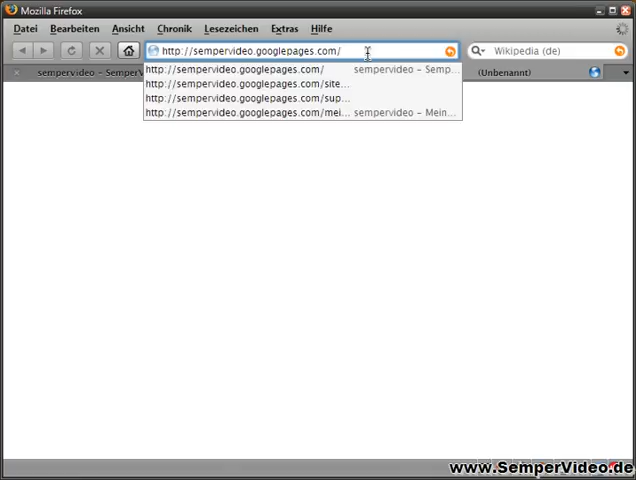 Mozilla Firefox
Datei Bearbeiten Ansicht Chronik Lesezeichen Extras Hilfe
http://sempervideo.googlepages.com/ Wikipedia (de)
sempervideo - SemperV (Unbenannt)
http://sempervideo.googlepages.com/ sempervideo - Semp...
http://sempervideo.googlepages.com/site...
http://sempervideo.googlepages.com/sup...
http://sempervideo.googlepages.com/mei... sempervideo - Mein...
www.SemperVideo.de